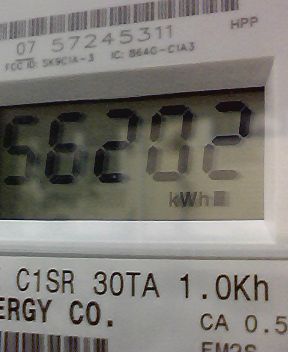 HPP
07 57245311
FCC ID: SK9C1A-3 IC: 864G-C1A3
56202
kWh
C1SR 30TA 1.0Kh
ERGY CO.
CA 0.5
EM2S